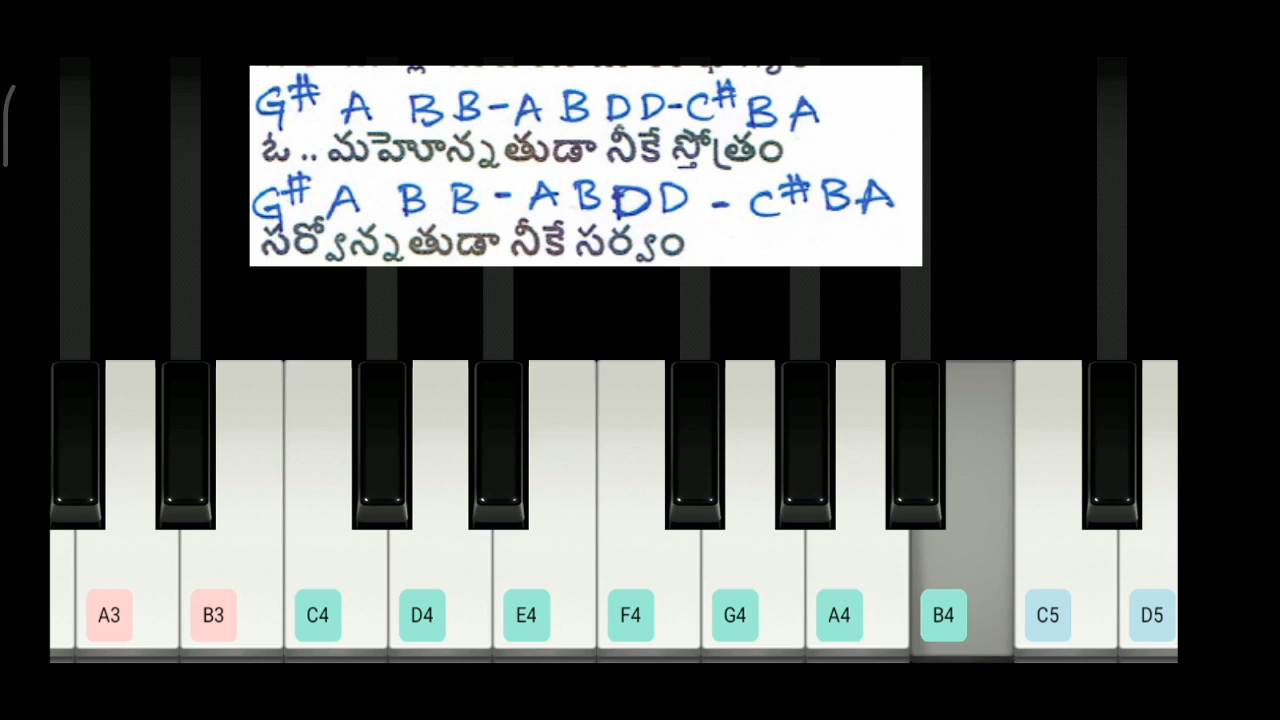 G# A B B - A B D D - C# B A
ఓ .. మహెూన్నతుడా నీకే స్తోత్రం
G# A B B - A B D D - C# B A
సర్వోన్నతుడా నీకే సర్వం
A3 B3 C4 D4 E4 F4 G4 A4 B4 C5 D5